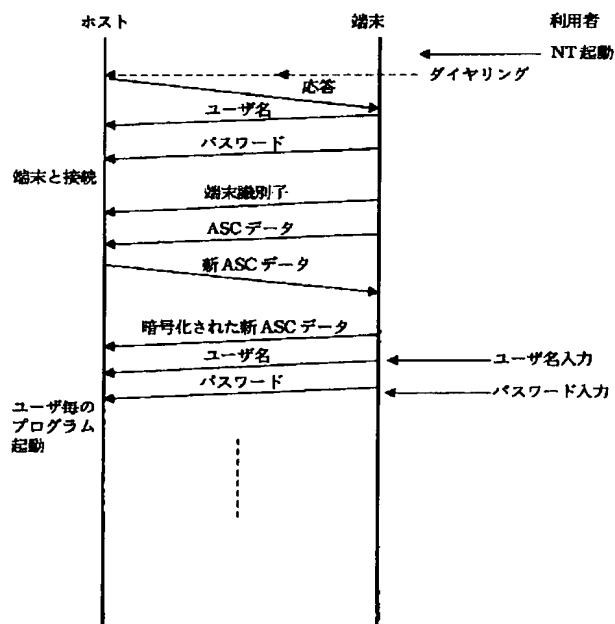 ホスト 端末 利用者
NT起動
ダイヤリング
応答
ユーザ名
パスワード
端末と接続
端末識別子
ASCデータ
新ASCデータ
暗号化された新ASCデータ
ユーザ名
ユーザ名入力
パスワード
パスワード入力
ユーザ毎の
プログラム
起動